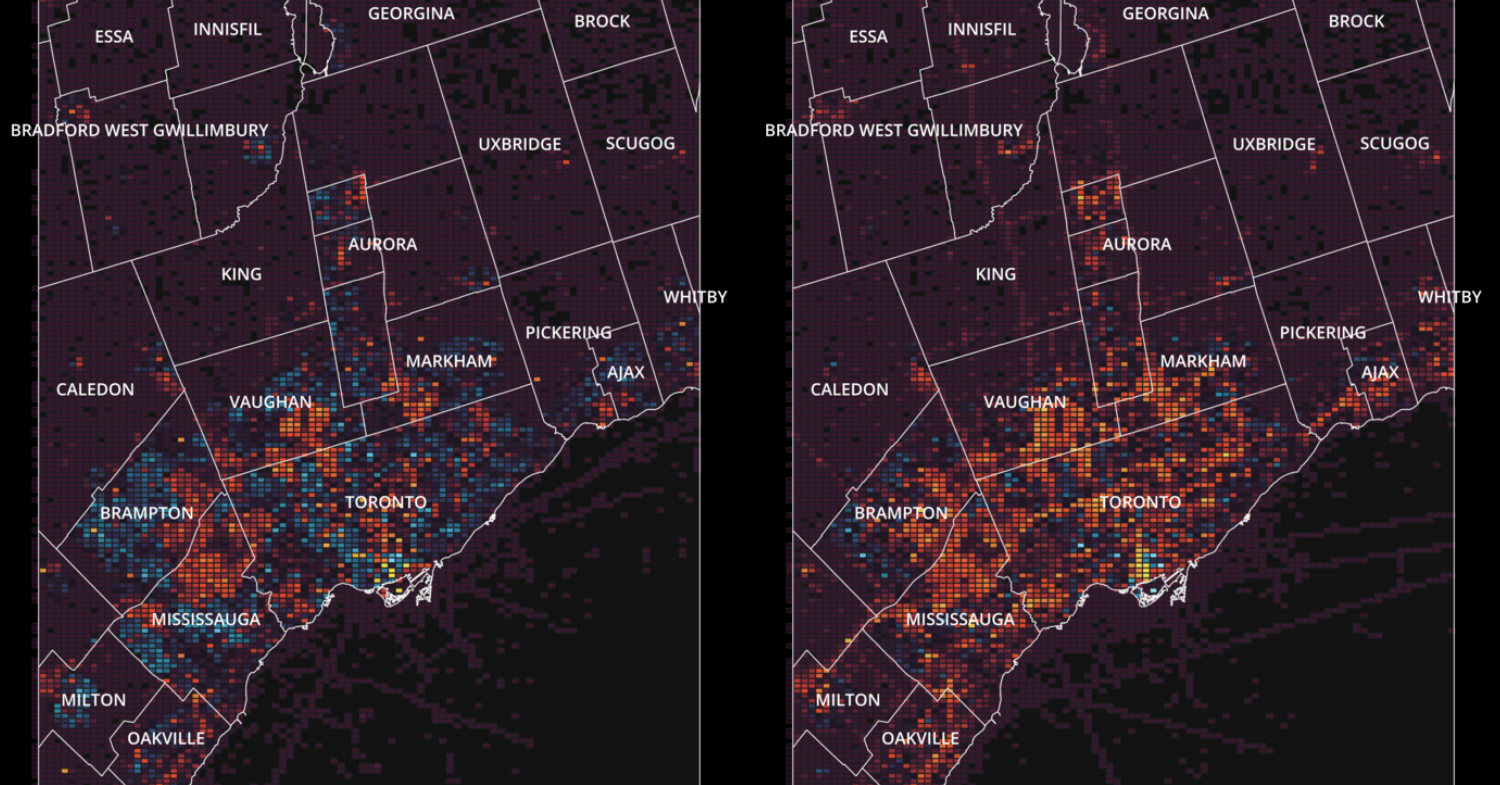 GEORGINA
BROCK
INNISFIL
ESSA
BRADFORD WEST GWILLIMBURY
UXBRIDGE
SCUGOG
AURORA
KING
WHITBY
PICKERING
MARKHAM
AJAX
CALEDON
VAUGHAN
TORONTO
BRAMPTON
MISSISSAUGA
MILTON
OAKVILLE
GEORGINA
BROCK
INNISFIL
ESSA
BRADFORD WEST GWILLIMBURY
UXBRIDGE
SCUGOG
AURORA
KING
WHITBY
PICKERING
MARKHAM
AJAX
CALEDON
VAUGHAN
TORONTO
BRAMPTON
MISSISSAUGA
MILTON
OAKVILLE